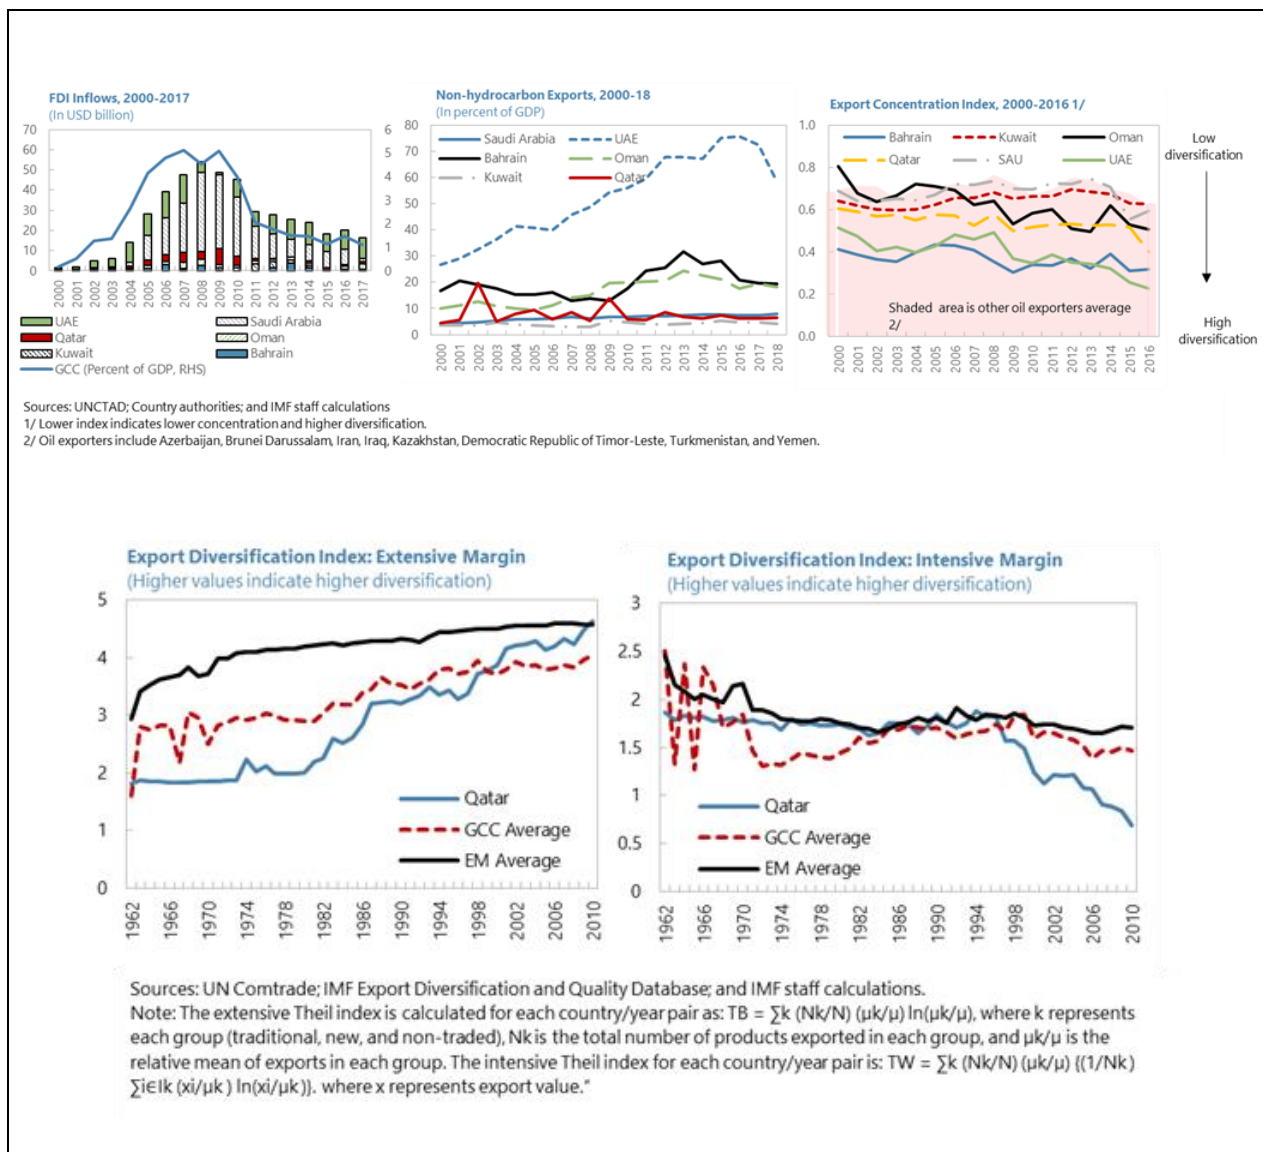 FDI Inflows, 2000-2017
(In USD billion)
70
60
50
40
30
20
10
0
6
5
4
3
2
1
0
2000
2001
2002
2003
2004
2005
2006
2007
2008
2009
2010
2011
2012
2013
2014
2015
2016
2017
UAE
Saudi Arabia
Qatar
Oman
Kuwait
Bahrain
GCC (Percent of GDP, RHS)
Non-hydrocarbon Exports, 2000-18
(In percent of GDP)
80
70
60
50
40
30
20
10
0
Saudi Arabia
UAE
Bahrain
Oman
Kuwait
Qatar
2000
2001
2002
2003
2004
2005
2006
2007
2008
2009
2010
2011
2012
2013
2014
2015
2016
2017
2018
Export Concentration Index, 2000-2016 1/
1.0
0.8
0.6
0.4
0.2
0.0
Bahrain
Kuwait
Oman
Qatar
SAU
UAE
Shaded area is other oil exporters average
2/
2000
2001
2002
2003
2004
2005
2006
2007
2008
2009
2010
2011
2012
2013
2014
2015
2016
Low
diversification
High
diversification
Sources: UNCTAD; Country authorities; and IMF staff calculations
1/ Lower index indicates lower concentration and higher diversification.
2/ Oil exporters include Azerbaijan, Brunei Darussalam, Iran, Iraq, Kazakhstan, Democratic Republic of Timor-Leste, Turkmenistan, and Yemen.
Export Diversification Index: Extensive Margin
(Higher values indicate higher diversification)
5
4
3
2
1
0
Qatar
GCC Average
EM Average
1962
1966
1970
1974
1978
1982
1986
1990
1994
1998
2002
2006
2010
Export Diversification Index: Intensive Margin
(Higher values indicate higher diversification)
3
2.5
2
1.5
1
0.5
0
Qatar
GCC Average
EM Average
1962
1966
1970
1974
1978
1982
1986
1990
1994
1998
2002
2006
2010
Sources: UN Comtrade; IMF Export Diversification and Quality Database; and IMF staff calculations.
Note: The extensive Theil index is calculated for each country/year pair as: TB = ∑k (Nk/N) (μk/μ) ln(μk/μ), where k represents
each group (traditional, new, and non-traded), Nk is the total number of products exported in each group, and μk/μ is the
relative mean of exports in each group. The intensive Theil index for each country/year pair is: TW = ∑k (Nk/N) (μk/μ) {(1/Nk)
∑i∈Ik (xi/μk) ln(xi/μk)}. where x represents export value.”